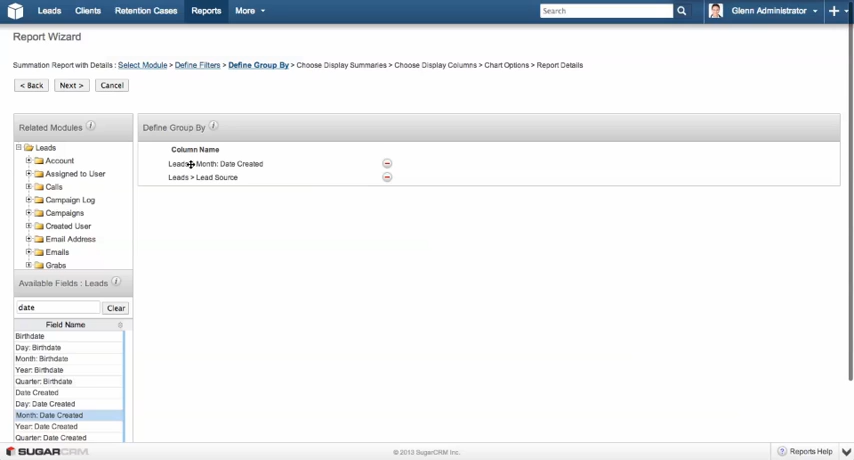 Leads Clients Retention Cases Reports More Search Glenn Administrator
Report Wizard
Summation Report with Details : Select Module > Define Filters > Define Group By > Choose Display Summaries > Choose Display Columns > Chart Options > Report Details
< Back Next > Cancel
Related Modules
Define Group By
Column Name
Leads Month: Date Created
Leads > Lead Source
Leads
Account
Assigned to User
Calls
Campaign Log
Campaigns
Created User
Email Address
Emails
Grabs
Available Fields : Leads
date Clear
Field Name
Birthdate
Day: Birthdate
Month: Birthdate
Year: Birthdate
Quarter: Birthdate
Date Created
Day: Date Created
Month: Date Created
Year: Date Created
Quarter: Date Created
SUGARCRM © 2013 SugarCRM Inc. Reports Help